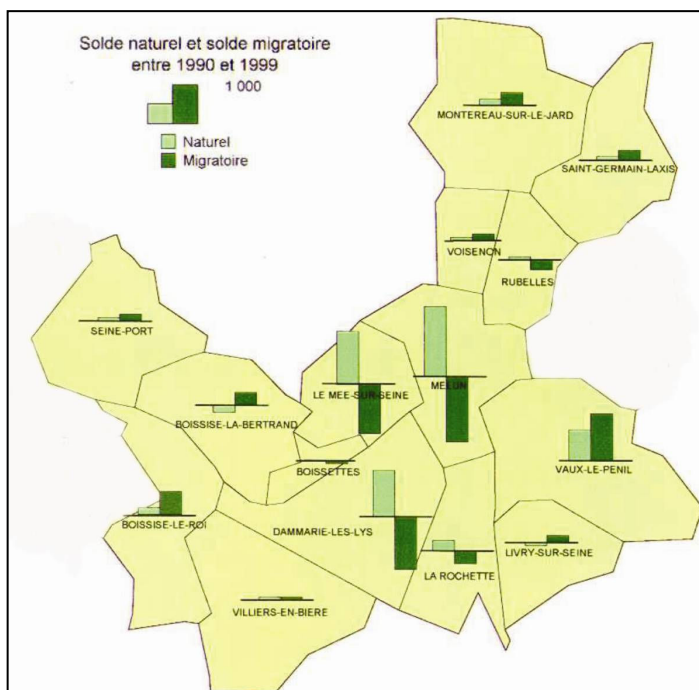 Solde naturel et solde migratoire
entre 1990 et 1999
1 000
Naturel
Migratoire
MONTEREAU-SUR-LE-JARD
SAINT-GERMAIN-LAXIS
VOISENON
RUBELLES
SEINE-PORT
LE MEE-SUR-SEINE
MELUN
BOISSISE-LA-BERTRAND
BOISSETTES
VAUX-LE-PENIL
BOISSISE-LE-ROI
DAMMARIE-LES-LYS
LIVRY-SUR-SEINE
LA ROCHETTE
VILLIERS-EN-BIERE